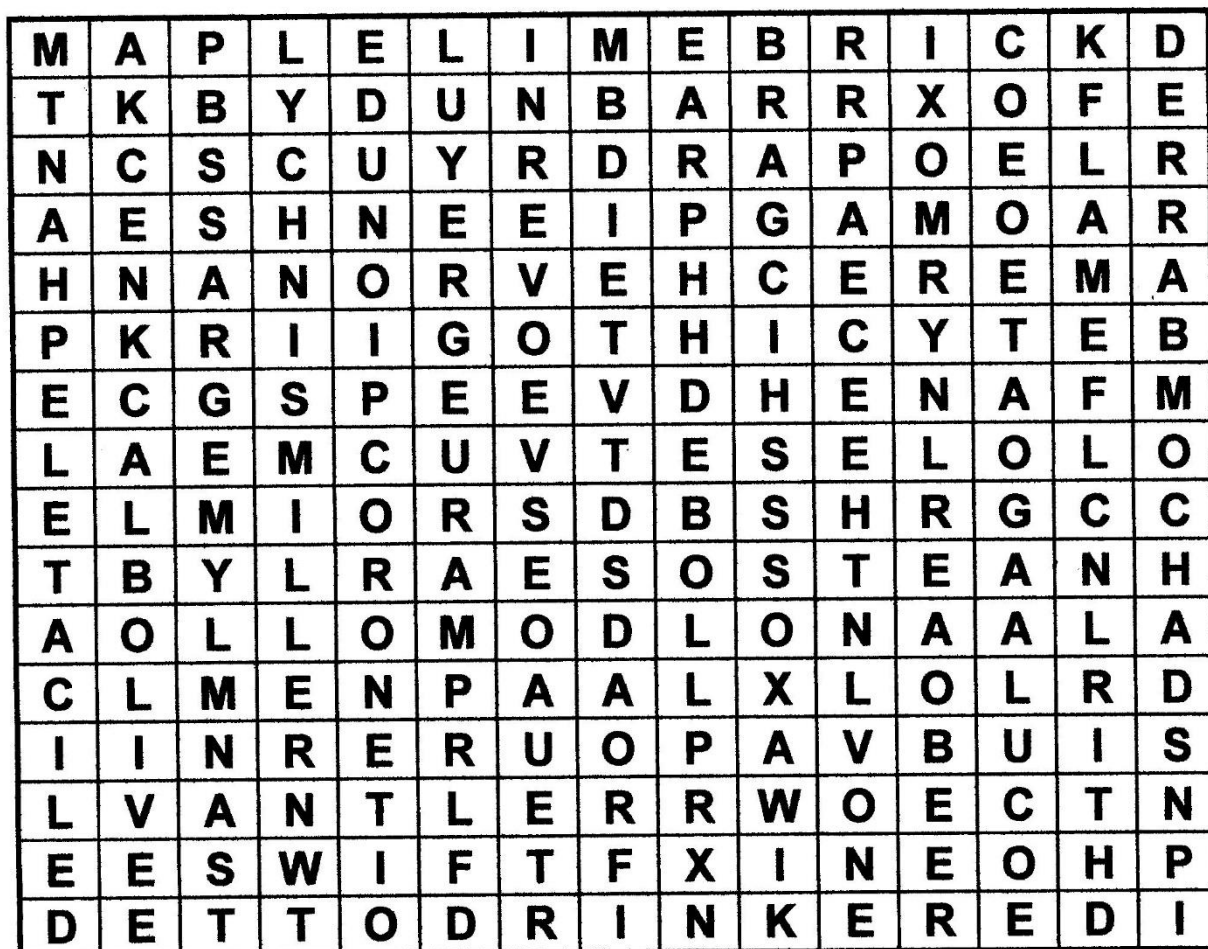 M A P L E L I M E B R I C K D
T K B Y D U N B A R R X O F E
N C S C U Y R D R A P O E L R
A E S H N E E I P G A M O A R
H N A N O R V E H C E R E M A
P K R I I G O T H I C Y T E B
E C G S P E E V D H E N A F M
L A E M C U V T E S E L O L O
E L M I O R S D B S H R G C C
T B Y L R A E S O S T E A N H
A O L L O M O D L O N A A L A
C L M E N P A A L X L O L R D
I I N R E R U O P A V B U I S
L V A N T L E R R W O E C T N
E E S W I F T F X I N E O H P
D E T T O D R I N K E R E D I